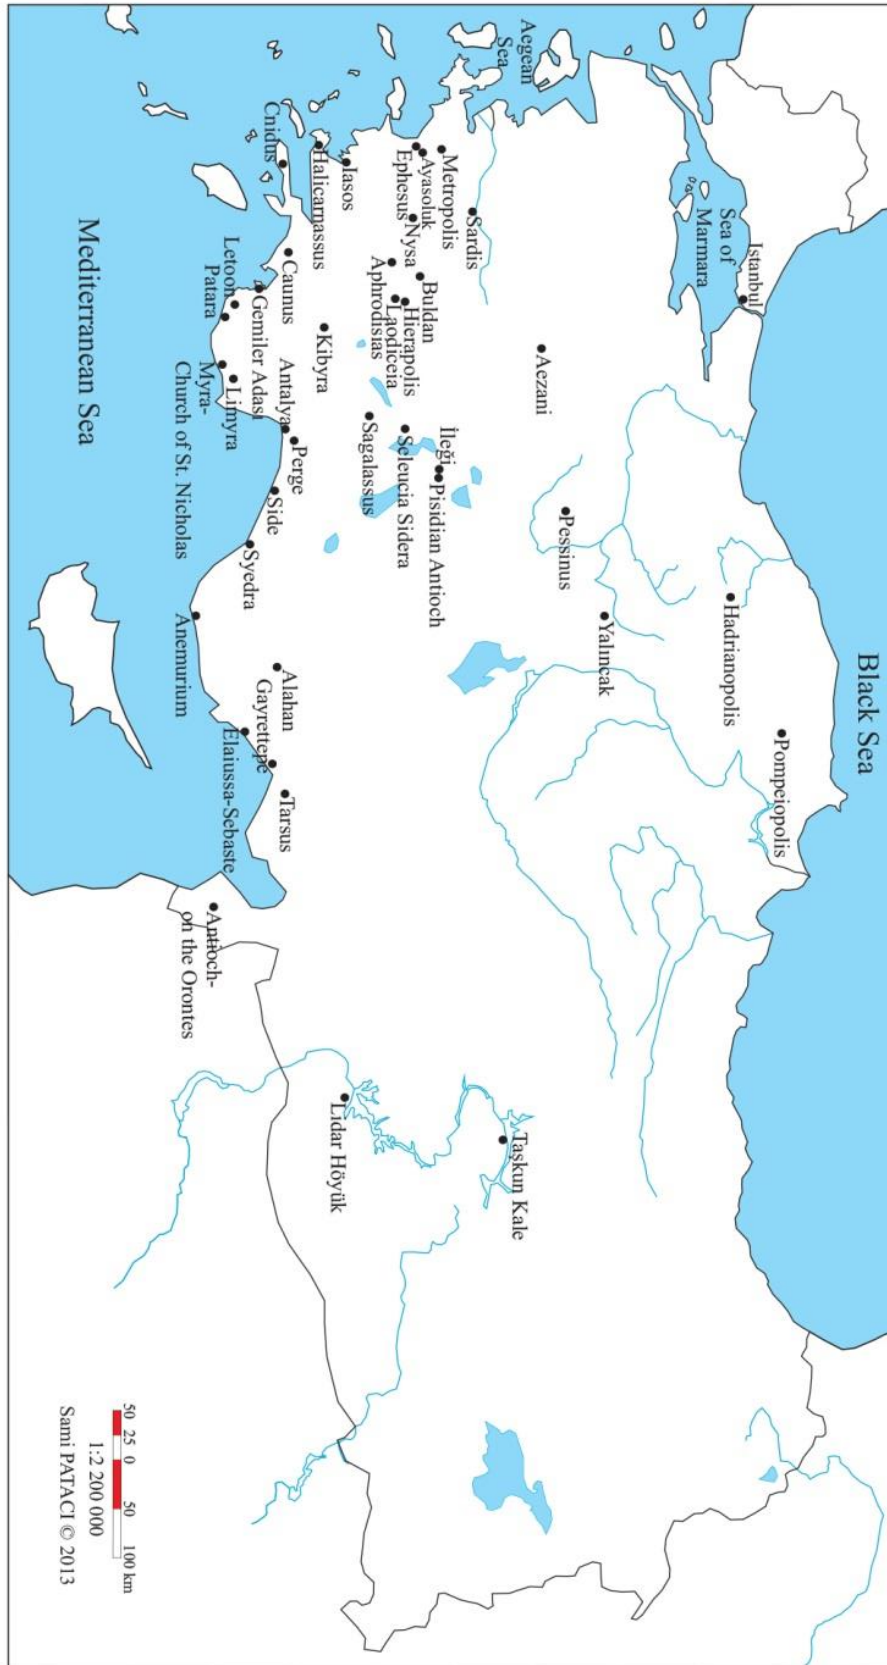 Black Sea
Istanbul
Sea of
Marmara
Aegean
Sea
Pompeiopolis
Hadrianopolis
Yalıncak
Pessinus
Aezani
Taşkun Kale
Sardis
Metropolis
Ayasoluk
Ephesus
Nysa
Buldan
Hierapolis
Laodiceia
Aphrodisias
İleği
Pisidian Antioch
Seleucia Sidera
Sagalassus
Iasos
Halicarnassus
Kibyra
Cnidus
Caunus
Gemiler Adası
Letoon
Patara
Antalya
Perge
Limyra
Myra-
Church of St. Nicholas
Side
Syedra
Anemurium
Alahan
Gayrettepe
Elaiussa-Sebaste
Tarsus
Antioch-
on the Orontes
Lidar Höyük
Mediterranean Sea
50 25 0 50 100 km
1:2 200 000
Sami PATACI © 2013